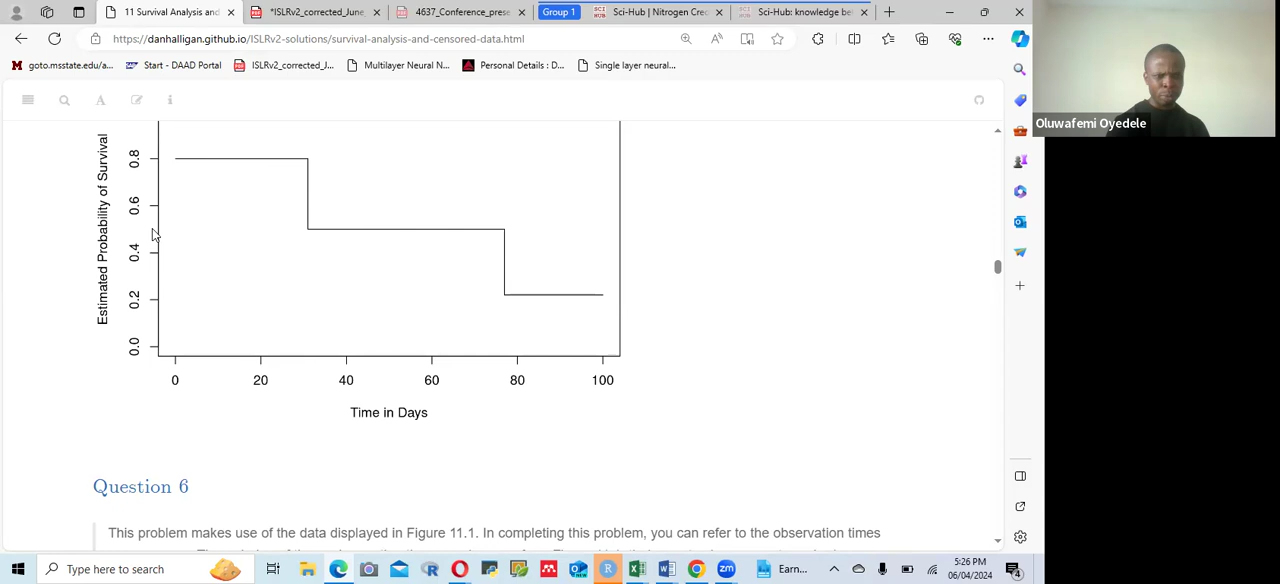 11 Survival Analysis and
*ISLRv2_corrected_June_
4637_Conference_prese
Group 1
SCI HUB
Sci-Hub | Nitrogen Crec
Sci-Hub: knowledge be
https://danhalligan.github.io/ISLRv2-solutions/survival-analysis-and-censored-data.html
goto.msstate.edu/a...
Start - DAAD Portal
ISLRv2_corrected_J...
Multilayer Neural N...
Personal Details : D...
Single layer neural...
Oluwafemi Oyedele
Estimated Probability of Survival
0.8
0.6
0.4
0.2
0.0
0 20 40 60 80 100
Time in Days
Question 6
This problem makes use of the data displayed in Figure 11.1. In completing this problem, you can refer to the observation times
Type here to search
Earn...
5:26 PM
06/04/2024